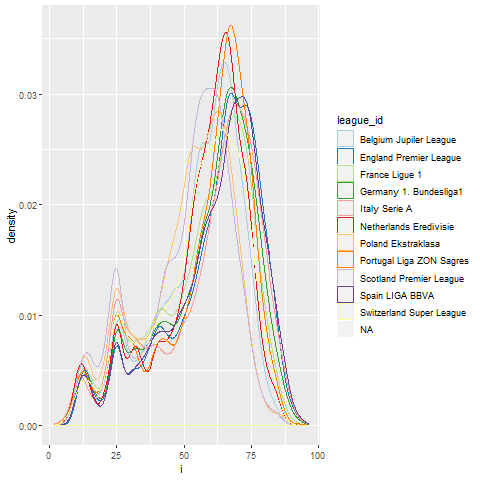 0.03
0.02
0.01
0.00
density
0
25
50
75
100
i
league_id
Belgium Jupiler League
England Premier League
France Ligue 1
Germany 1. Bundesliga1
Italy Serie A
Netherlands Eredivisie
Poland Ekstraklasa
Portugal Liga ZON Sagres
Scotland Premier League
Spain LIGA BBVA
Switzerland Super League
NA